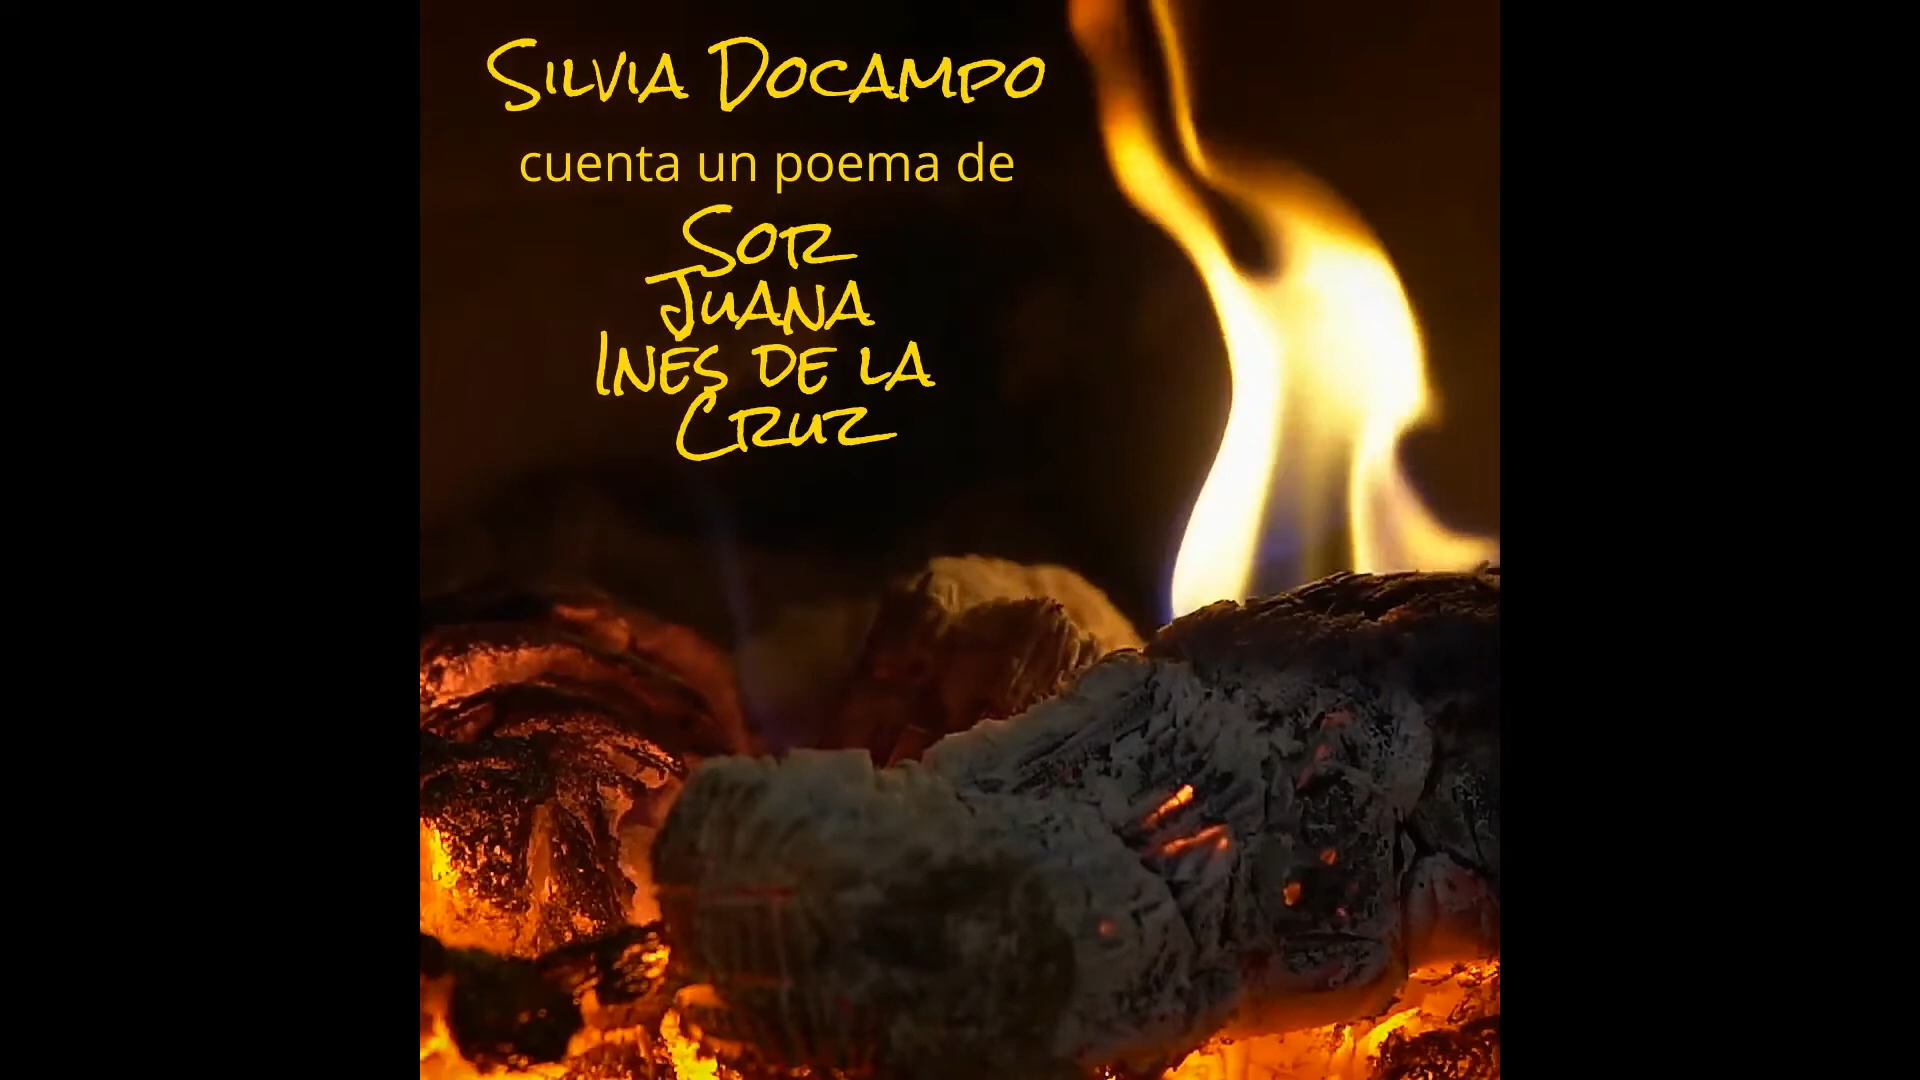 Silvia Docampo
cuenta un poema de
Sor
Juana
Inés de la
Cruz